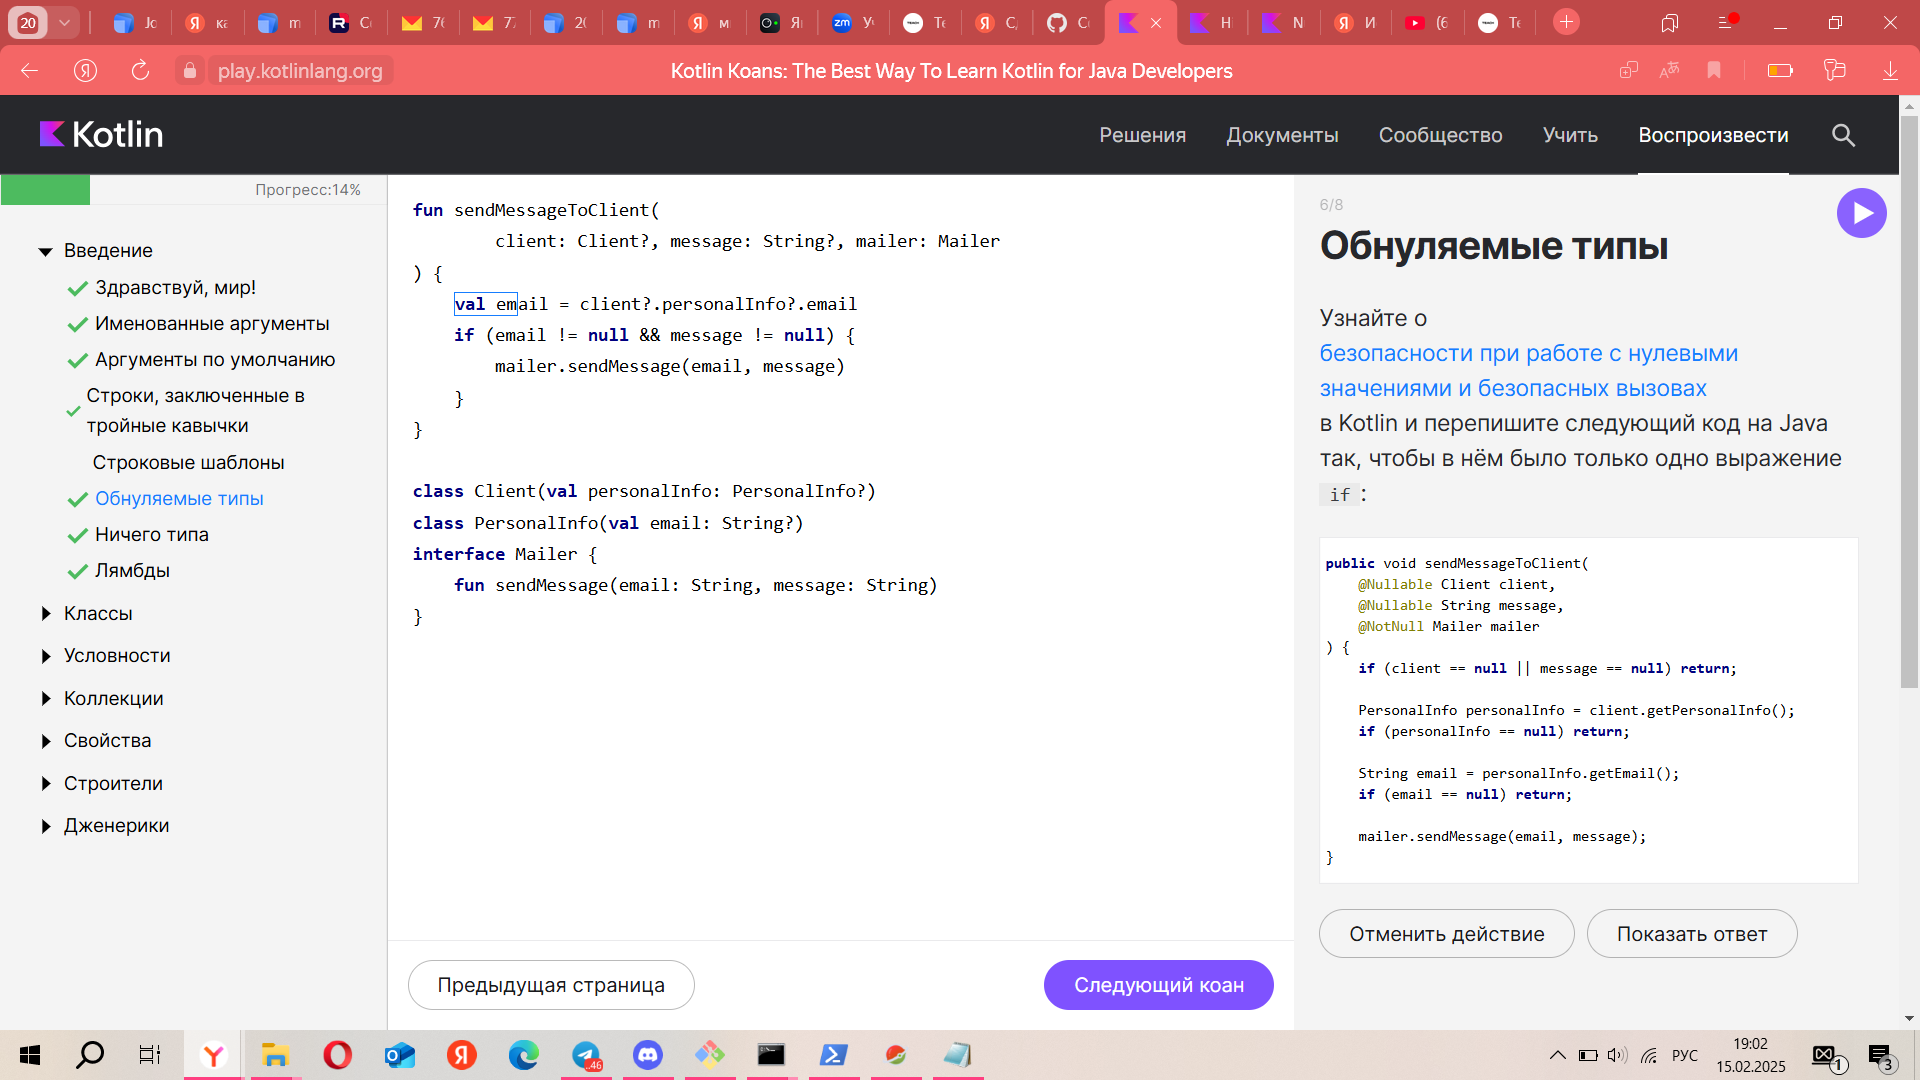 20
Jo
ка
m
Co
76
77
20
m
м
Яı
zm
Уч
Te
С
C
H
N
И
(6
Te
play.kotlinlang.org
Kotlin Koans: The Best Way To Learn Kotlin for Java Developers
Kotlin
Решения
Документы
Сообщество
Учить
Воспроизвести
Прогресс:14%
Введение
Здравствуй, мир!
Именованные аргументы
Аргументы по умолчанию
Строки, заключенные в
тройные кавычки
Строковые шаблоны
Обнуляемые типы
Ничего типа
Лямбды
Классы
Условности
Коллекции
Свойства
Строители
Дженерики
fun sendMessageToClient(
client: Client?, message: String?, mailer: Mailer
) {
val email = client?.personalInfo?.email
if (email != null && message != null) {
mailer.sendMessage(email, message)
}
}
class Client(val personalInfo: PersonalInfo?)
class PersonalInfo(val email: String?)
interface Mailer {
fun sendMessage(email: String, message: String)
}
Предыдущая страница
Следующий коан
6/8
Обнуляемые типы
Узнайте о
безопасности при работе с нулевыми
значениями и безопасных вызовах
в Kotlin и перепишите следующий код на Java
так, чтобы в нём было только одно выражение
if :
public void sendMessageToClient(
@Nullable Client client,
@Nullable String message,
@NotNull Mailer mailer
) {
if (client == null || message == null) return;
PersonalInfo personalInfo = client.getPersonalInfo();
if (personalInfo == null) return;
String email = personalInfo.getEmail();
if (email == null) return;
mailer.sendMessage(email, message);
}
Отменить действие
Показать ответ
46
РУС
19:02
15.02.2025
1
3